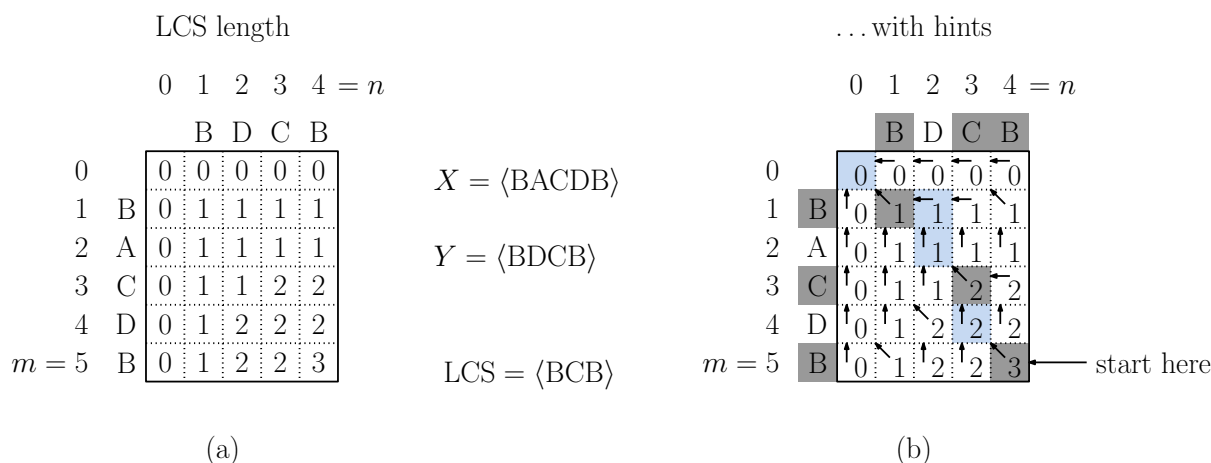 LCS length
0 1 2 3 4 = n
B D C B
0 0 0 0 0 0
1 B 0 1 1 1 1
2 A 0 1 1 1 1
3 C 0 1 1 2 2
4 D 0 1 2 2 2
m = 5 B 0 1 2 2 3
(a)
X = ⟨BACDB⟩
Y = ⟨BDCB⟩
LCS = ⟨BCB⟩
...with hints
0 1 2 3 4 = n
B D C B
0 0 0 0 0 0
1 B 0 1 1 1 1
2 A 0 1 1 1 1
3 C 0 1 1 2 2
4 D 0 1 2 2 2
m = 5 B 0 1 2 2 3 start here
(b)